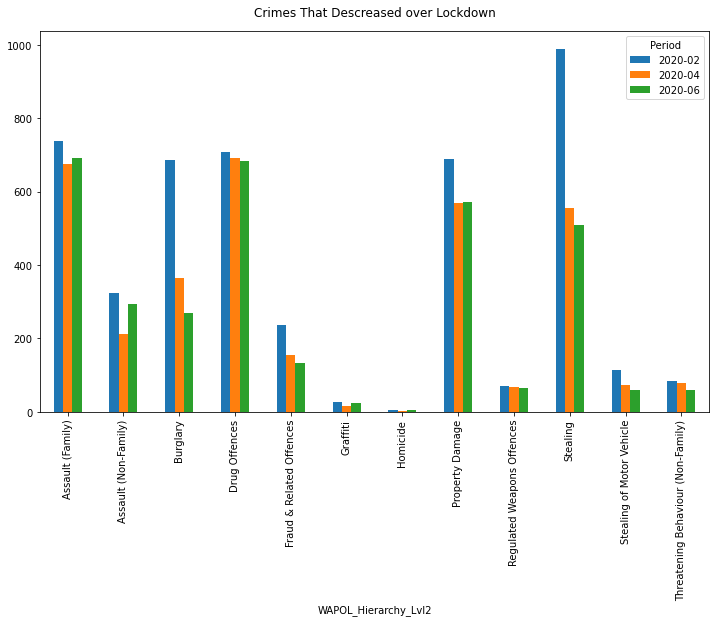 Crimes That Descreased over Lockdown
Period
2020-02
2020-04
2020-06
1000
800
600
400
200
0
Assault (Family)
Assault (Non-Family)
Burglary
Drug Offences
Fraud & Related Offences
Graffiti
Homicide
Property Damage
Regulated Weapons Offences
Stealing
Stealing of Motor Vehicle
Threatening Behaviour (Non-Family)
WAPOL_Hierarchy_Lvl2